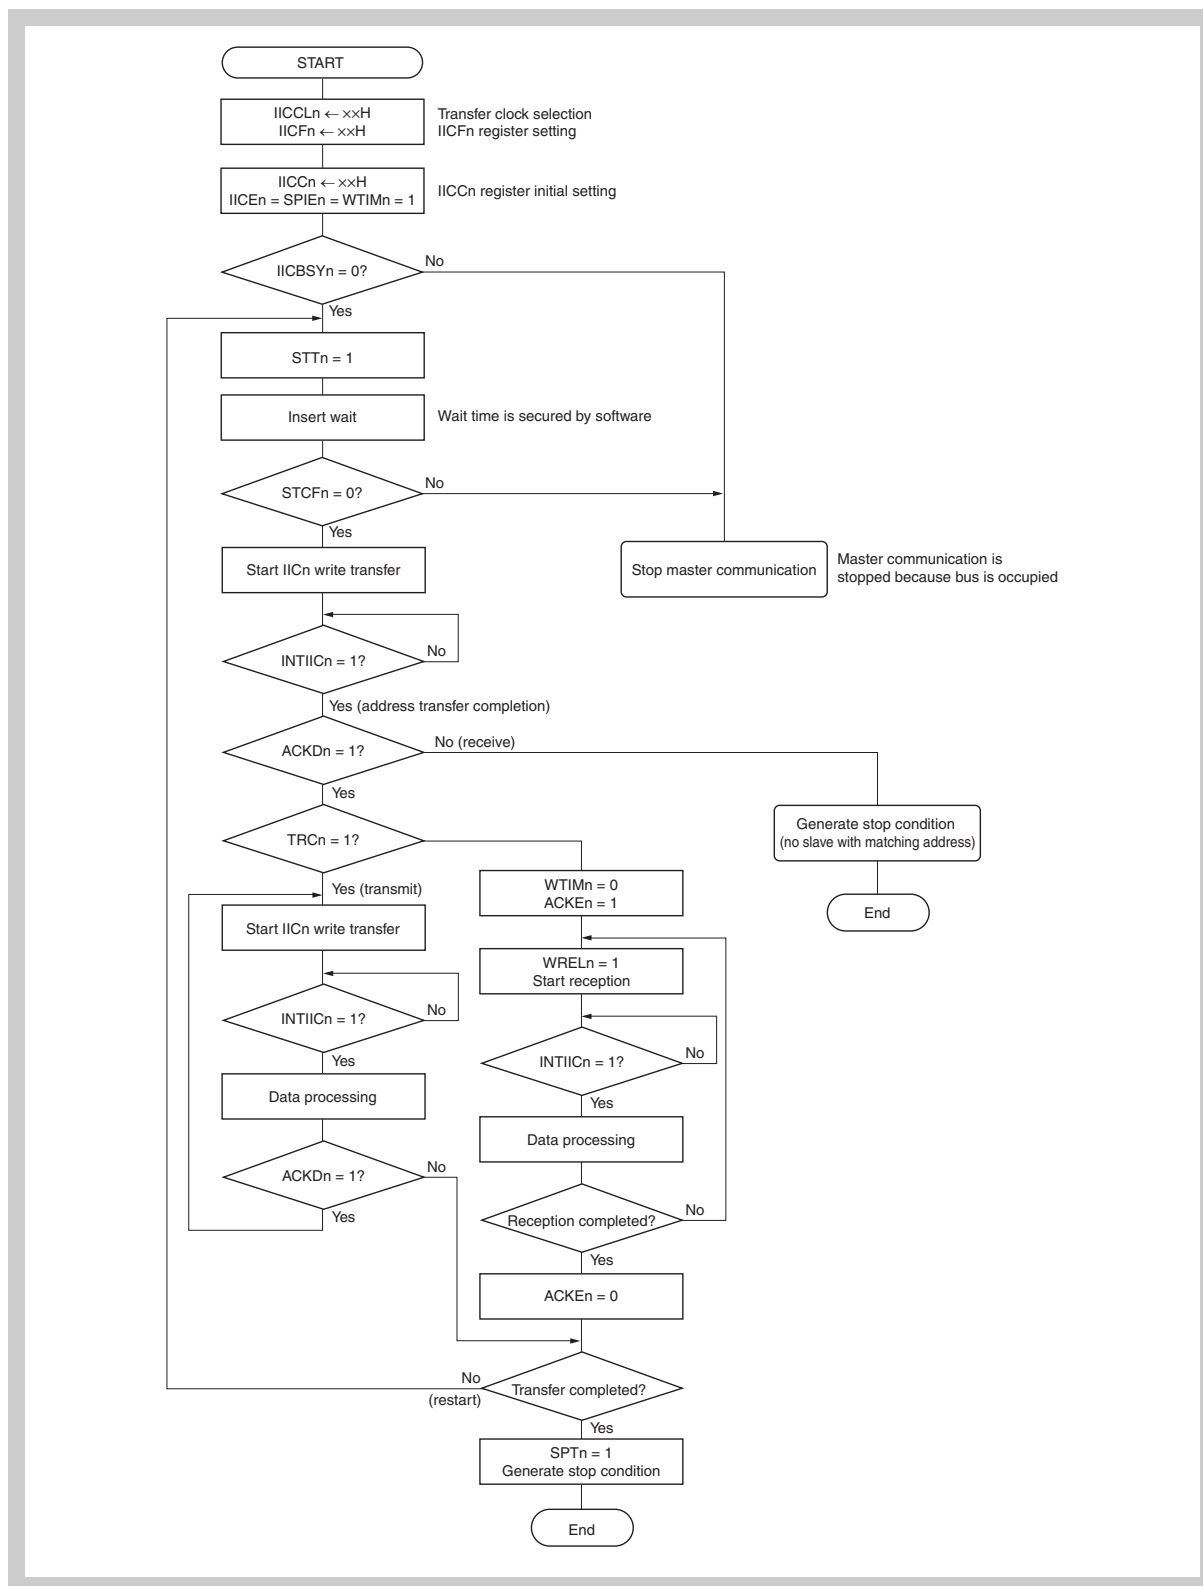 START
IICCLn ← ××H
IICFn ← ××H
Transfer clock selection
IICFn register setting
IICCn ← ××H
IICEn = SPIEn = WTIMn = 1
IICCn register initial setting
IICBSYn = 0?
No
Yes
STTn = 1
Insert wait
Wait time is secured by software
STCFn = 0?
No
Yes
Start IICn write transfer
Stop master communication
Master communication is
stopped because bus is occupied
INTIICn = 1?
No
Yes (address transfer completion)
ACKDn = 1?
No (receive)
Yes
Generate stop condition
(no slave with matching address)
End
TRCn = 1?
Yes (transmit)
WTIMn = 0
ACKEn = 1
Start IICn write transfer
WRELn = 1
Start reception
INTIICn = 1?
No
Yes
INTIICn = 1?
No
Yes
Data processing
Data processing
ACKDn = 1?
No
Yes
Reception completed?
No
Yes
ACKEn = 0
Transfer completed?
No
(restart)
Yes
SPTn = 1
Generate stop condition
End